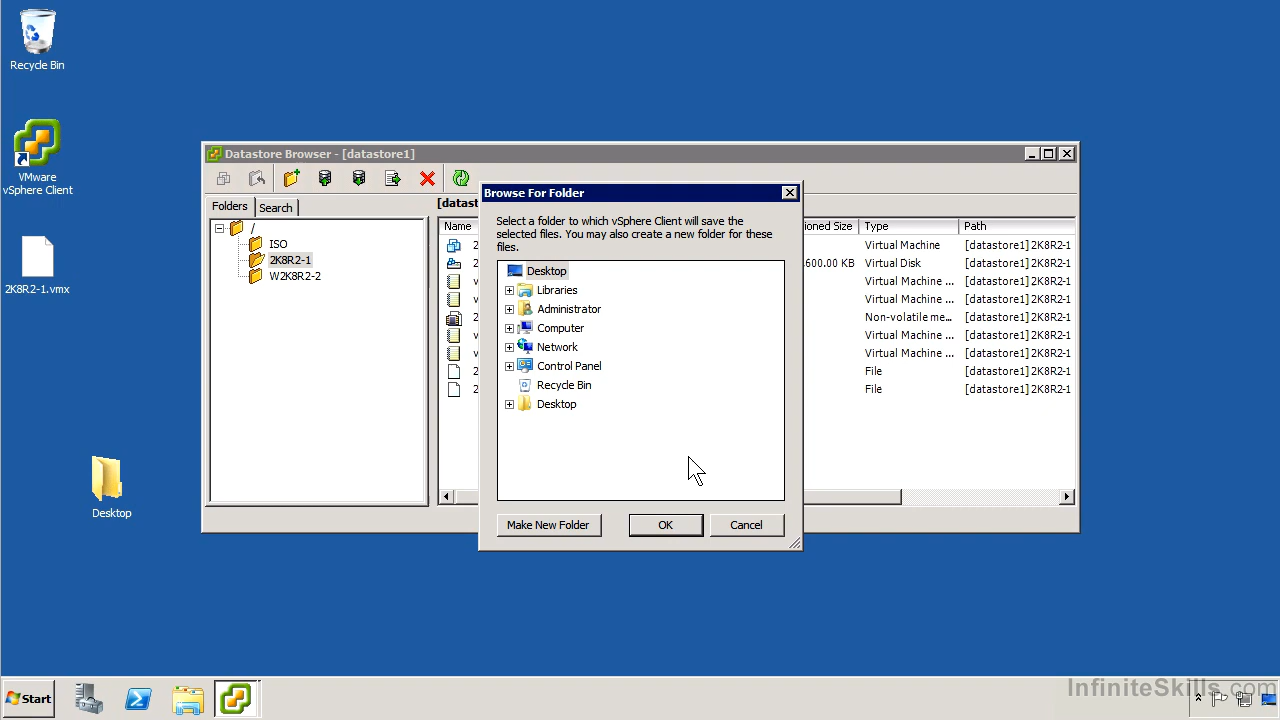 Recycle Bin
VMware
vSphere Client
2K8R2-1.vmx
Desktop
Datastore Browser - [datastore1]
Folders
Search
/
ISO
2K8R2-1
W2K8R2-2
[datast
Name
ioned Size
Type
Path
2
Virtual Machine
[datastore1] 2K8R2-1
2
.600.00 KB
Virtual Disk
[datastore1] 2K8R2-1
v
Virtual Machine ...
[datastore1] 2K8R2-1
v
Virtual Machine ...
[datastore1] 2K8R2-1
2
Non-volatile me...
[datastore1] 2K8R2-1
v
Virtual Machine ...
[datastore1] 2K8R2-1
v
Virtual Machine ...
[datastore1] 2K8R2-1
2
File
[datastore1] 2K8R2-1
2
File
[datastore1] 2K8R2-1
Browse For Folder
Select a folder to which vSphere Client will save the
selected files. You may also create a new folder for these
files.
Desktop
Libraries
Administrator
Computer
Network
Control Panel
Recycle Bin
Desktop
Make New Folder
OK
Cancel
Start
InfiniteSkills.com